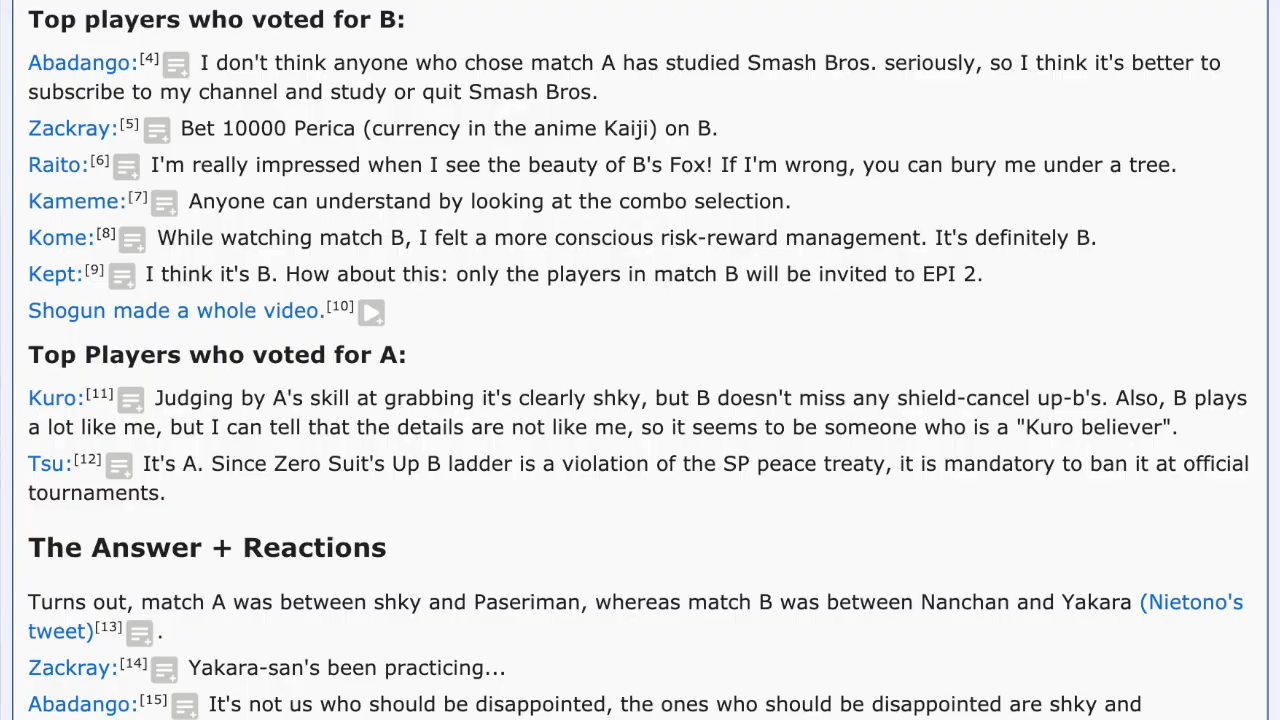 Top players who voted for B:
Abadango:[4] I don't think anyone who chose match A has studied Smash Bros. seriously, so I think it's better to
subscribe to my channel and study or quit Smash Bros.
Zackray:[5] Bet 10000 Perica (currency in the anime Kaiji) on B.
Raito:[6] I'm really impressed when I see the beauty of B's Fox! If I'm wrong, you can bury me under a tree.
Kameme:[7] Anyone can understand by looking at the combo selection.
Kome:[8] While watching match B, I felt a more conscious risk-reward management. It's definitely B.
Kept:[9] I think it's B. How about this: only the players in match B will be invited to EPI 2.
Shogun made a whole video.[10]
Top Players who voted for A:
Kuro:[11] Judging by A's skill at grabbing it's clearly shky, but B doesn't miss any shield-cancel up-b's. Also, B plays
a lot like me, but I can tell that the details are not like me, so it seems to be someone who is a "Kuro believer".
Tsu:[12] It's A. Since Zero Suit's Up B ladder is a violation of the SP peace treaty, it is mandatory to ban it at official
tournaments.
The Answer + Reactions
Turns out, match A was between shky and Paseriman, whereas match B was between Nanchan and Yakara (Nietono's
tweet)[13].
Zackray:[14] Yakara-san's been practicing...
Abadango:[15] It's not us who should be disappointed, the ones who should be disappointed are shky and